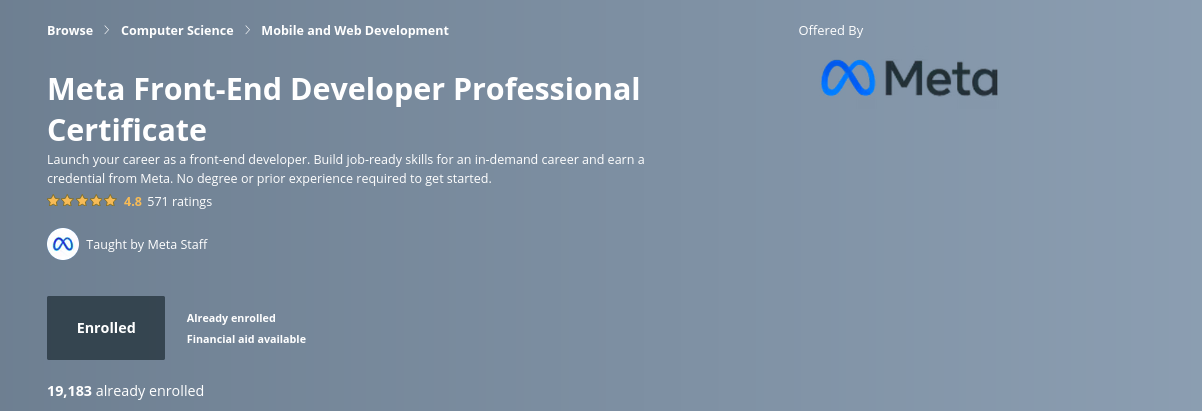 Browse > Computer Science > Mobile and Web Development
Offered By
Meta
Meta Front-End Developer Professional
Certificate
Launch your career as a front-end developer. Build job-ready skills for an in-demand career and earn a
credential from Meta. No degree or prior experience required to get started.
4.8 571 ratings
Taught by Meta Staff
Enrolled
Already enrolled
Financial aid available
19,183 already enrolled